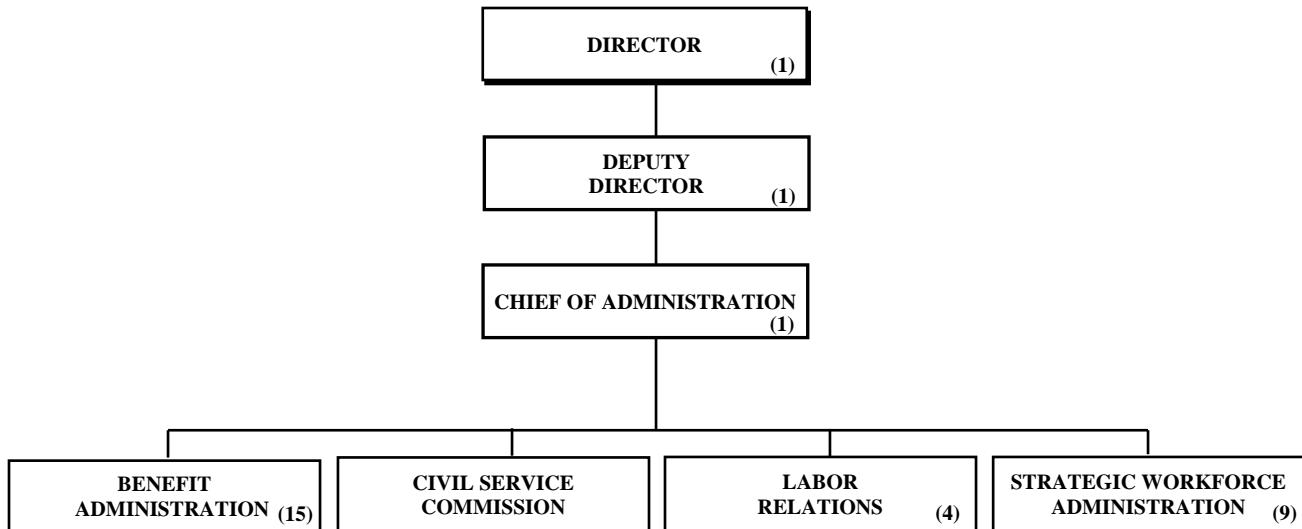 DIRECTOR
(1)
DEPUTY
DIRECTOR
(1)
CHIEF OF ADMINISTRATION
(1)
BENEFIT
ADMINISTRATION (15)
CIVIL SERVICE
COMMISSION
LABOR
RELATIONS (4)
STRATEGIC WORKFORCE
ADMINISTRATION (9)